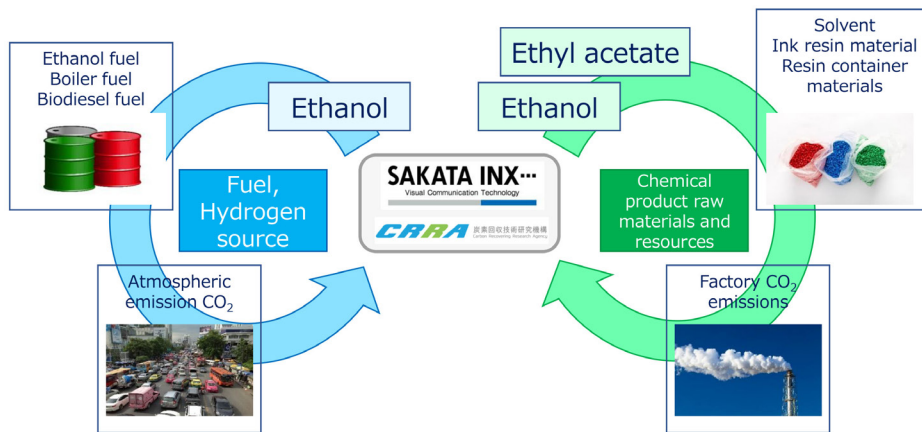 Ethanol fuel
Boiler fuel
Biodiesel fuel
Ethanol
Fuel,
Hydrogen
source
Atmospheric
emission CO₂
Ethyl acetate
Ethanol
SAKATA INX...
Visual Communication Technology
CRRA 炭素回収技術研究機構
Carbon Recovering Research Agency
Solvent
Ink resin material
Resin container
materials
Chemical
product raw
materials and
resources
Factory CO₂
emissions